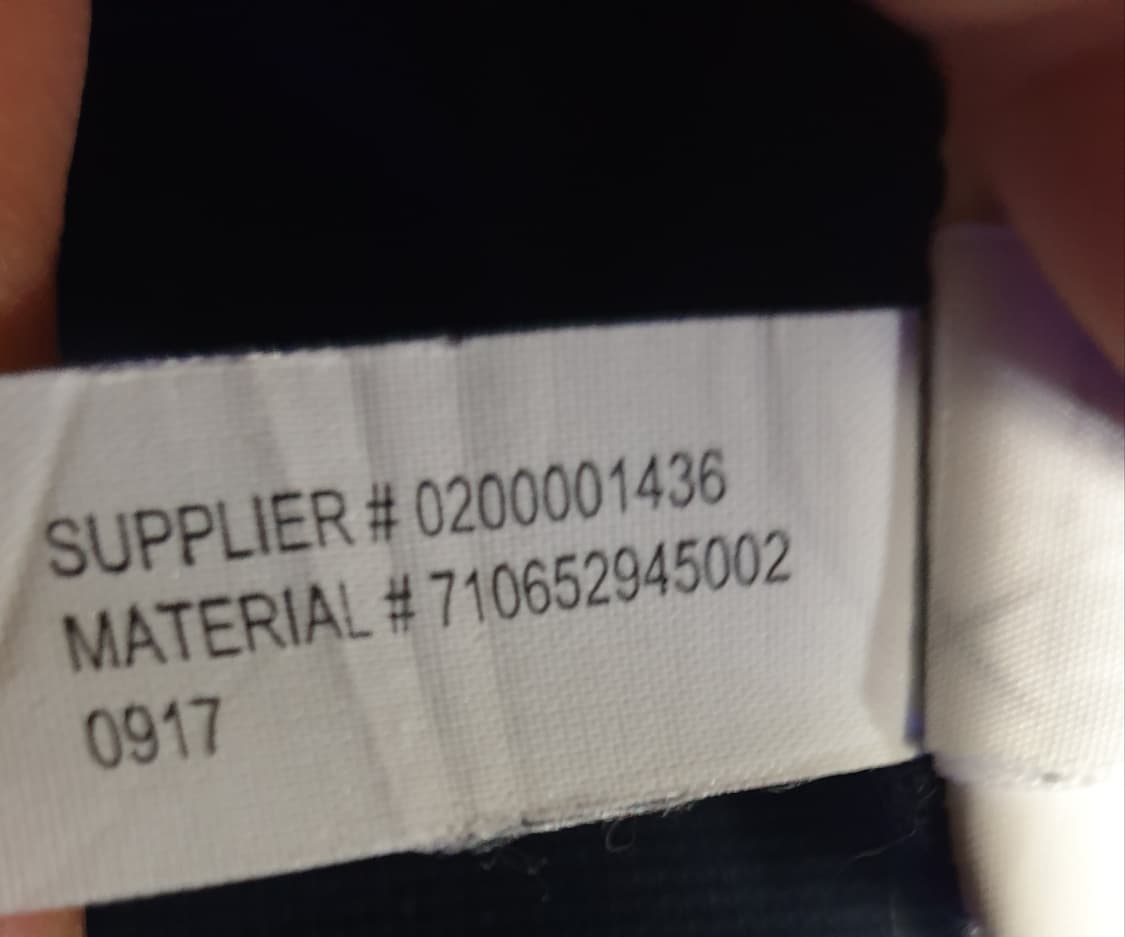 SUPPLIER # 0200001436
MATERIAL # 710652945002
0917